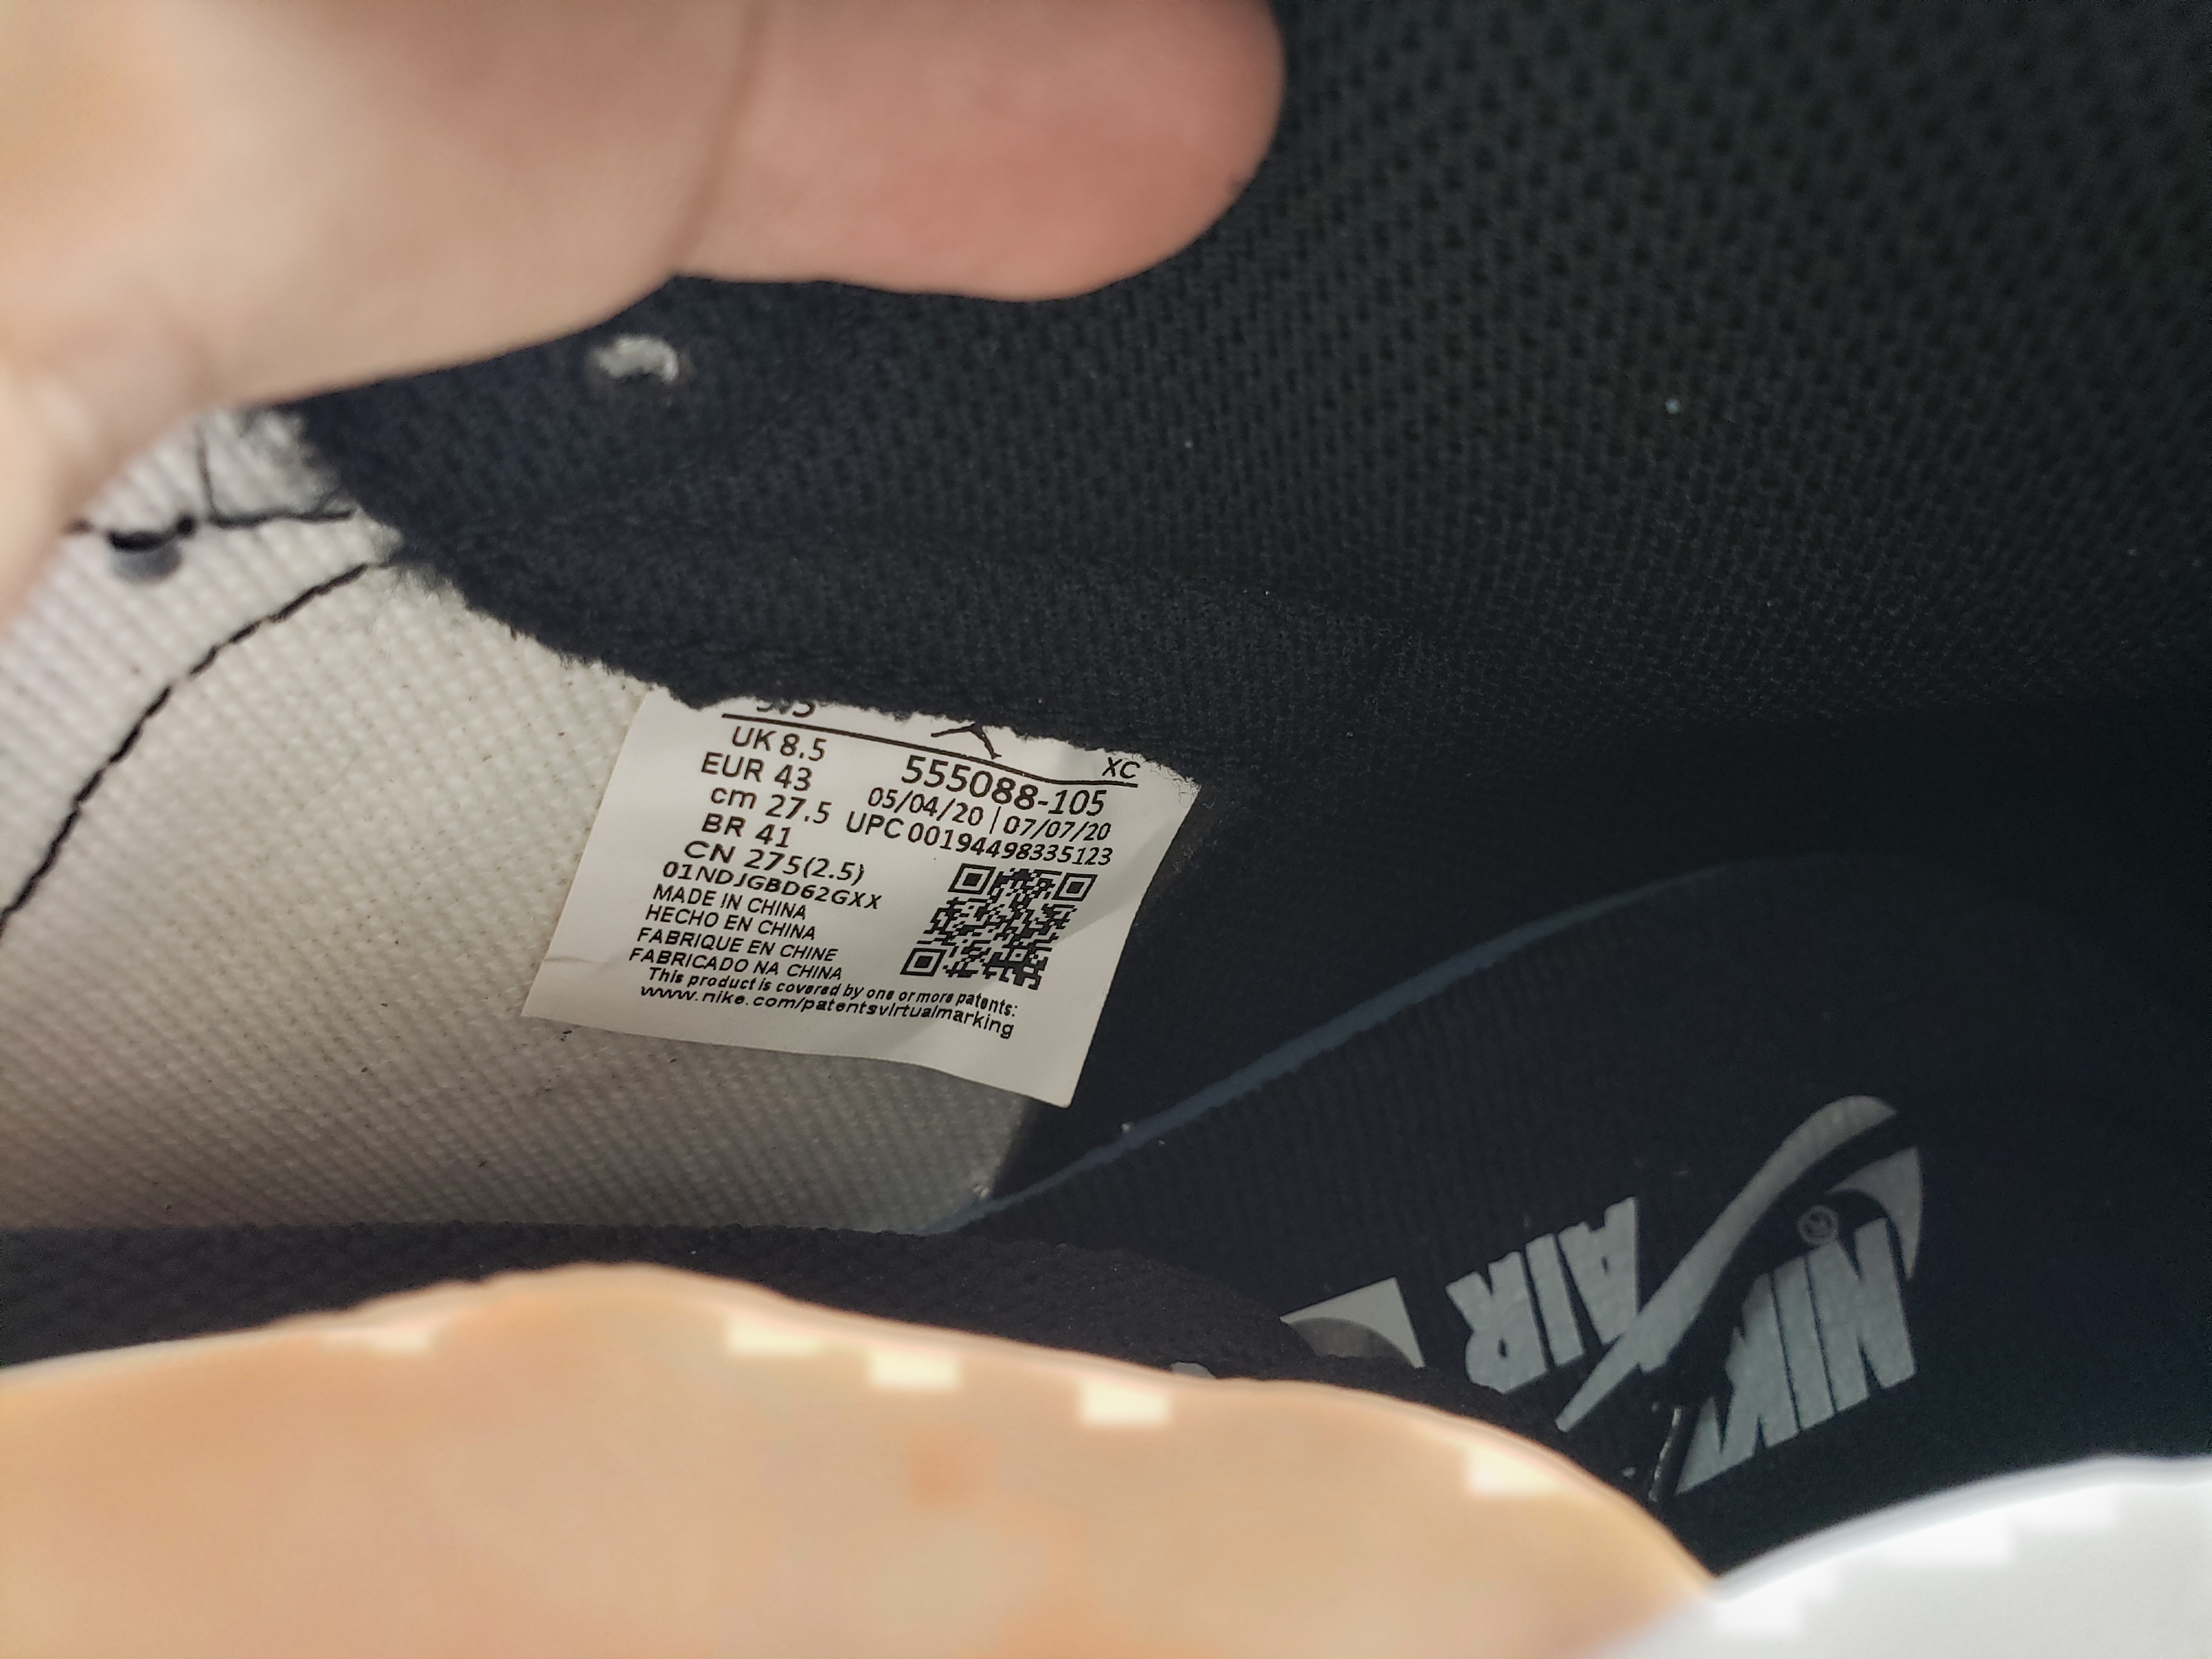 UK 8.5
EUR 43
cm 27.5
BR 41
CN 275(2.5)
XC
555088-105
05/04/20 | 07/07/20
UPC 00194498335123
01NDJGBD62GXX
MADE IN CHINA
HECHO EN CHINA
FABRIQUE EN CHINE
FABRICADO NA CHINA
This product is covered by one or more patents:
www.nike.com/patentsvirtualmarking
NIKE
AIR